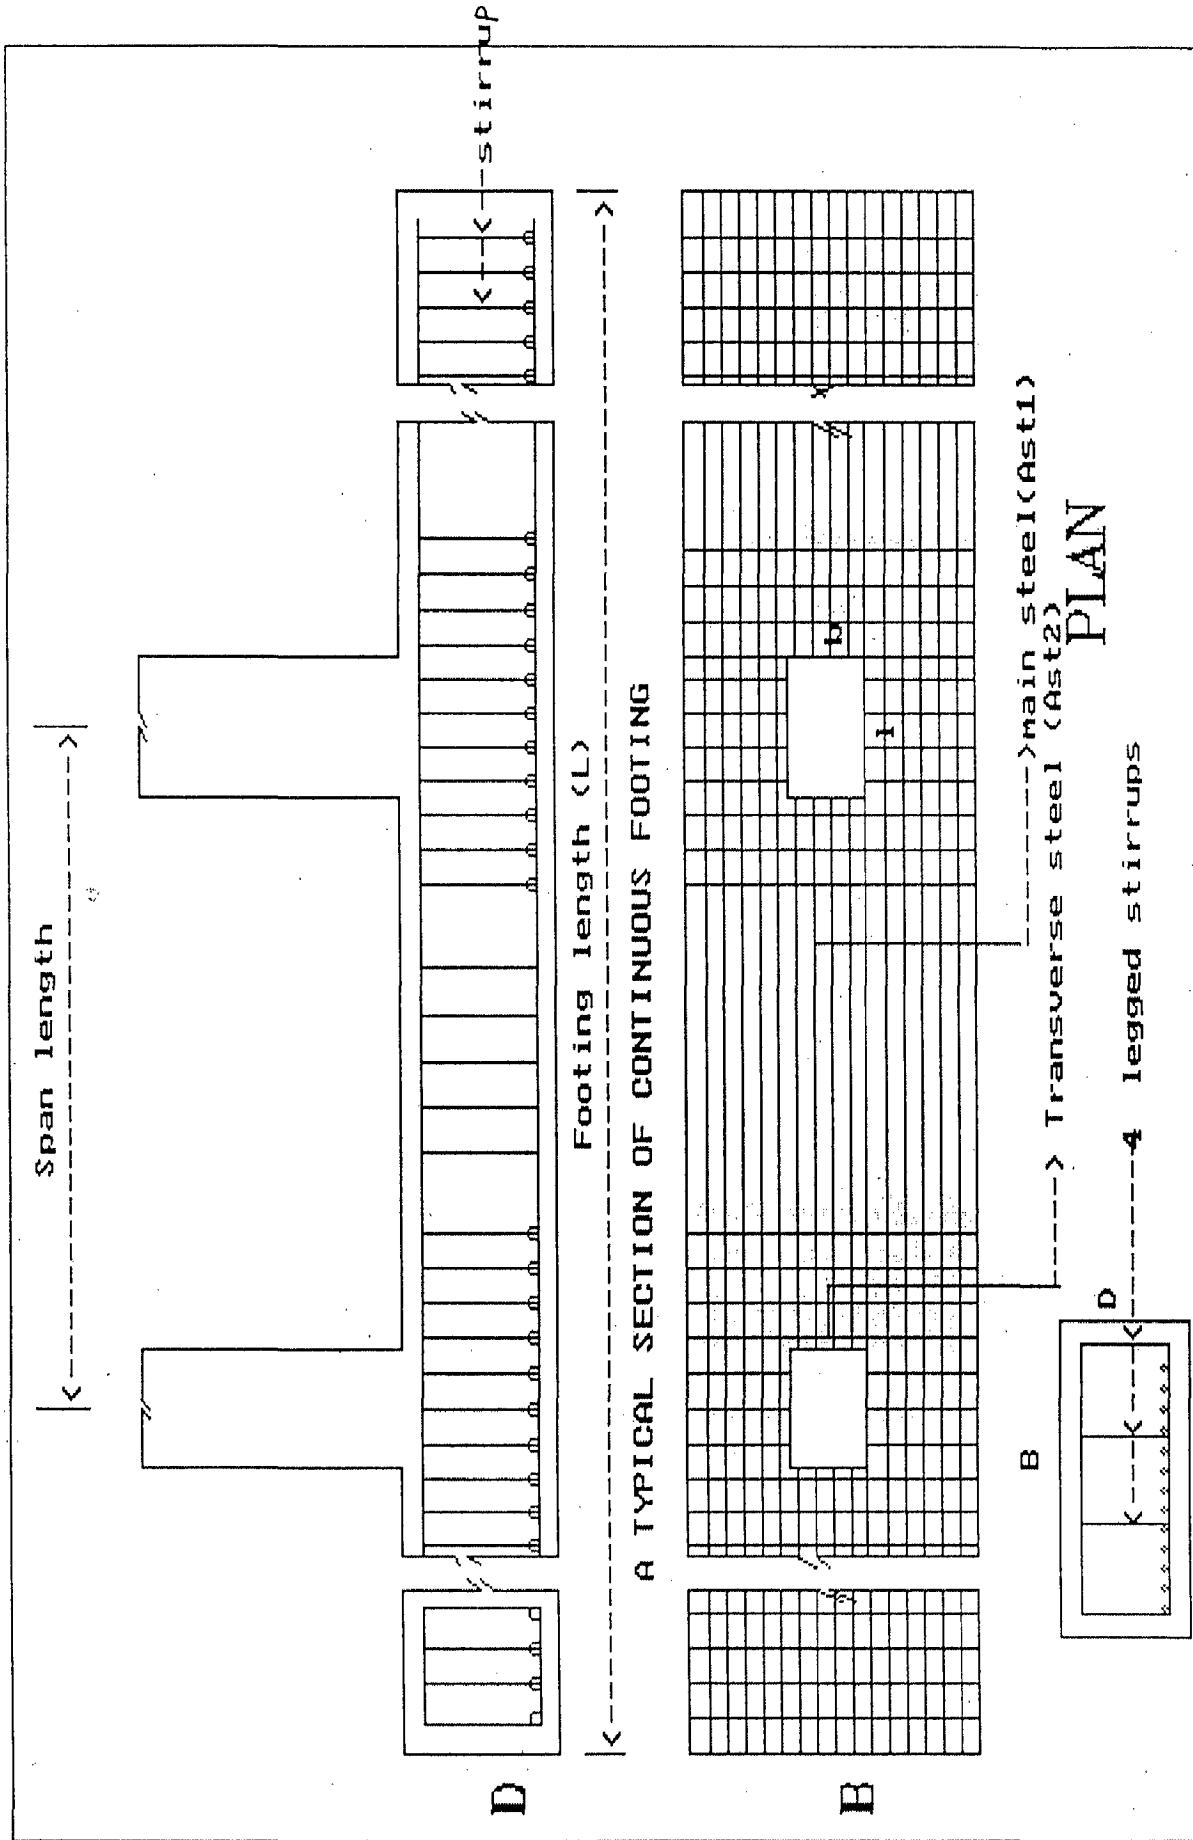 Span length
stirrup
D
Footing length (L)
A TYPICAL SECTION OF CONTINUOUS FOOTING
B
b
l
main steel(Ast1)
Transverse steel (Ast2)
PLAN
4 legged stirrups
B
D